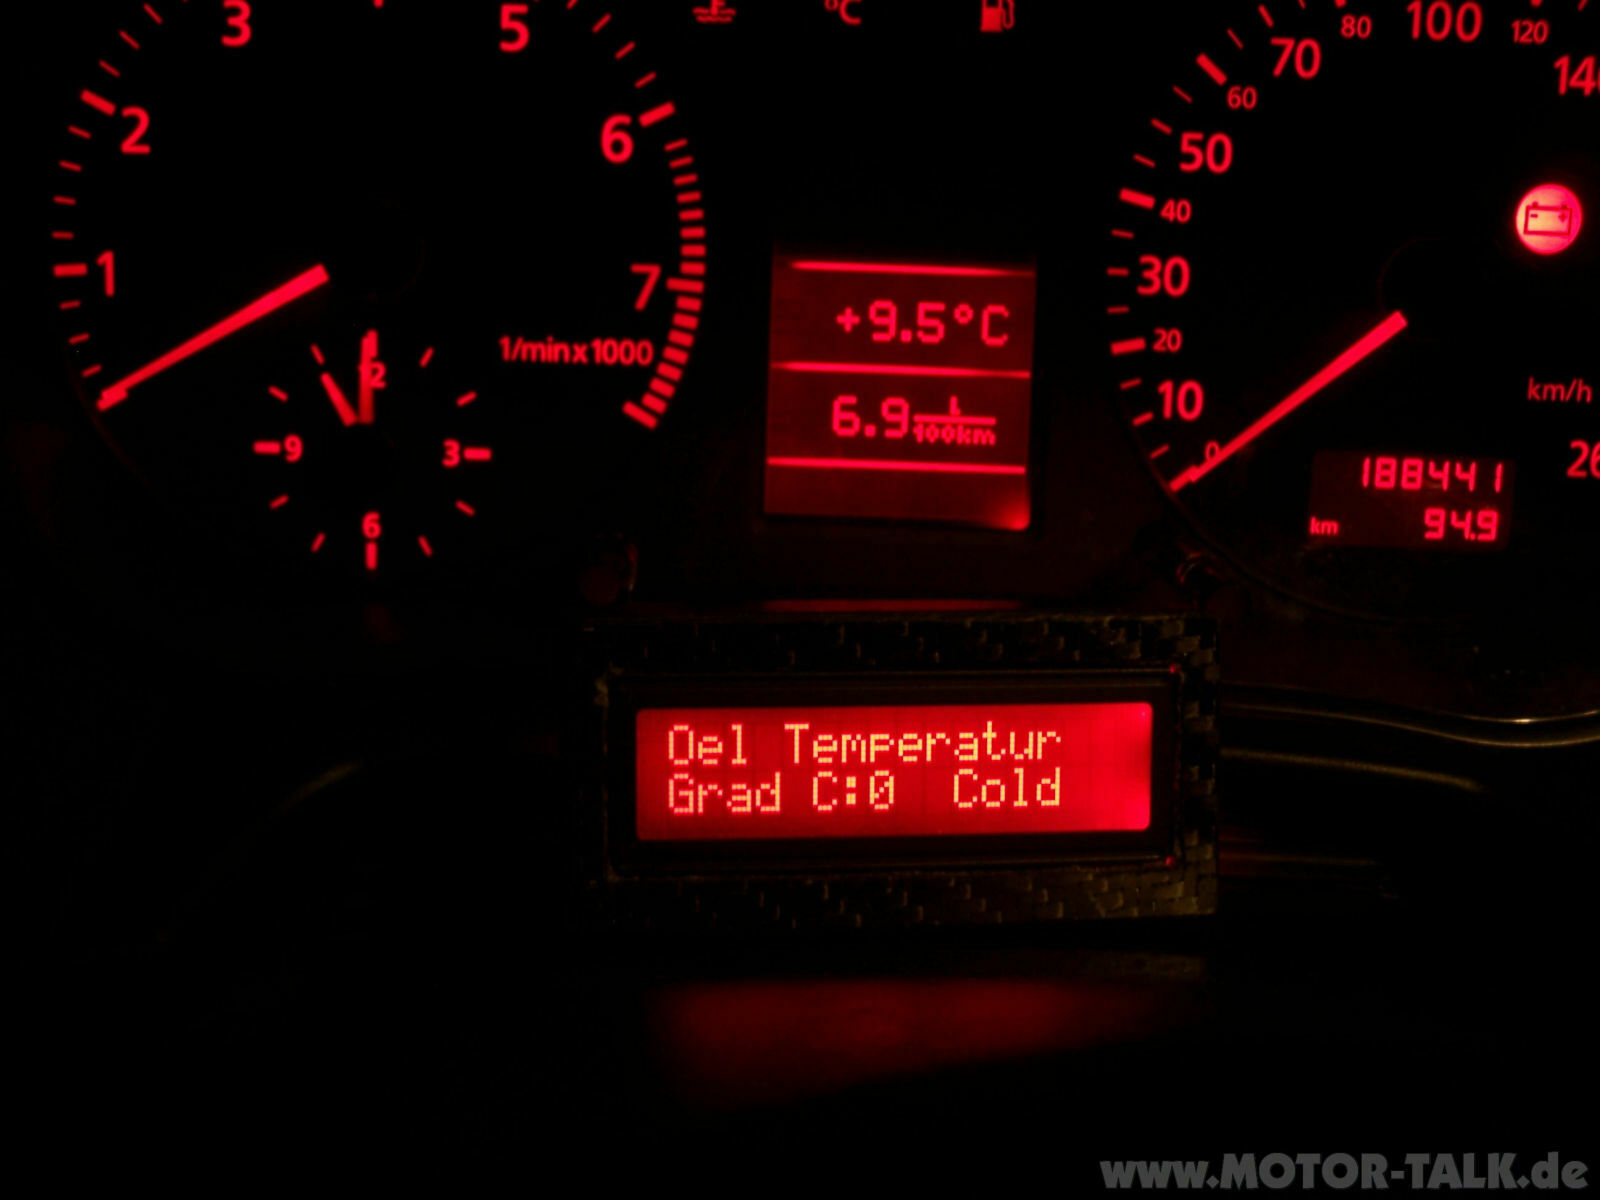 3
5
2
6
1
7
1/minx1000
12
9
3
6
°C
+9.5°C
6.9 L/100km
10
20
30
40
50
60
70
80
100
120
0
km/h
188441
km 94.9
Oel Temperatur
Grad C:0 Cold
www.MOTOR-TALK.de